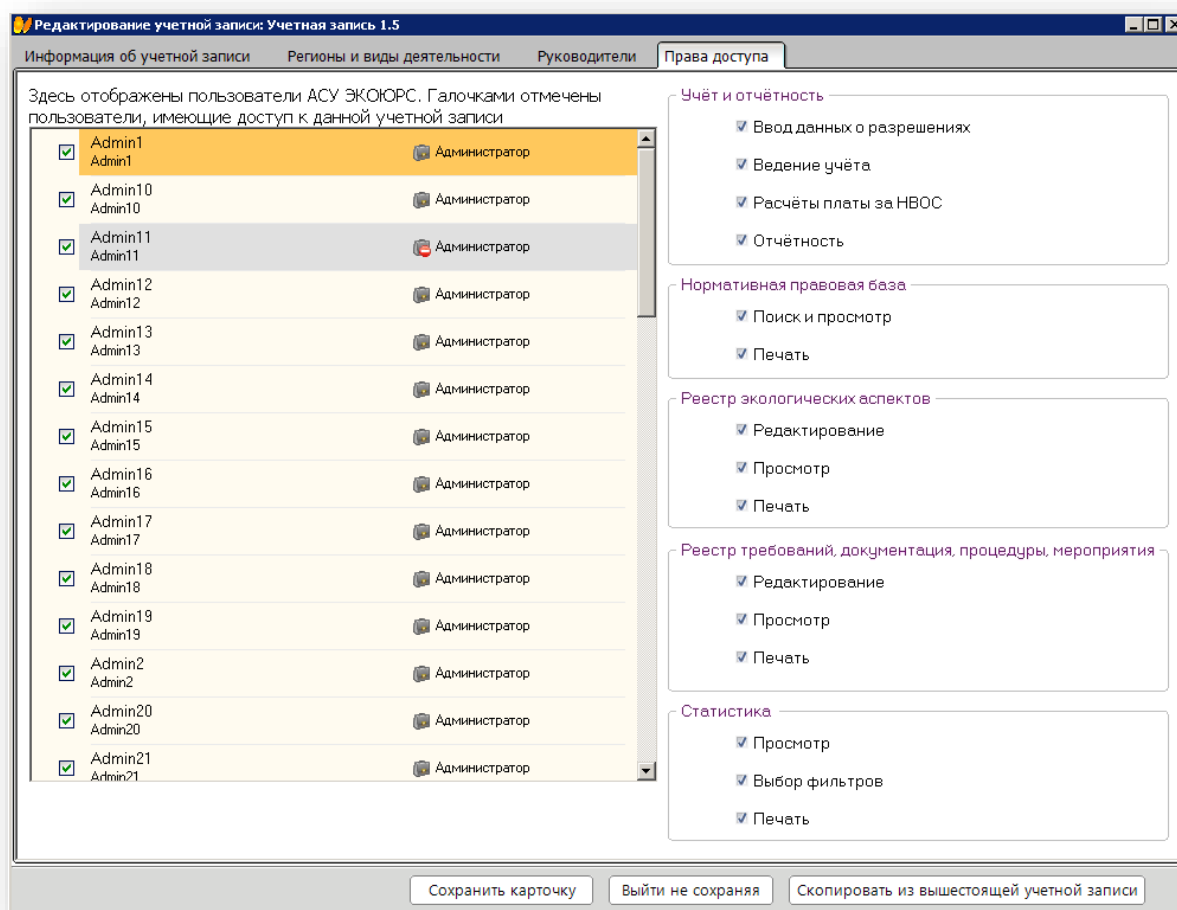 Редактирование учетной записи: Учетная запись 1.5
Информация об учетной записи Регионы и виды деятельности Руководители Права доступа
Здесь отображены пользователи АСУ ЭКОЮРС. Галочками отмечены
пользователи, имеющие доступ к данной учетной записи
Admin1
Admin1
Администратор
Admin10
Admin10
Администратор
Admin11
Admin11
Администратор
Admin12
Admin12
Администратор
Admin13
Admin13
Администратор
Admin14
Admin14
Администратор
Admin15
Admin15
Администратор
Admin16
Admin16
Администратор
Admin17
Admin17
Администратор
Admin18
Admin18
Администратор
Admin19
Admin19
Администратор
Admin2
Admin2
Администратор
Admin20
Admin20
Администратор
Admin21
Admin21
Администратор
Учёт и отчётность
Ввод данных о разрешениях
Ведение учёта
Расчёты платы за НВОС
Отчётность
Нормативная правовая база
Поиск и просмотр
Печать
Реестр экологических аспектов
Редактирование
Просмотр
Печать
Реестр требований, документация, процедуры, мероприятия
Редактирование
Просмотр
Печать
Статистика
Просмотр
Выбор фильтров
Печать
Сохранить карточку Выйти не сохраняя Скопировать из вышестоящей учетной записи